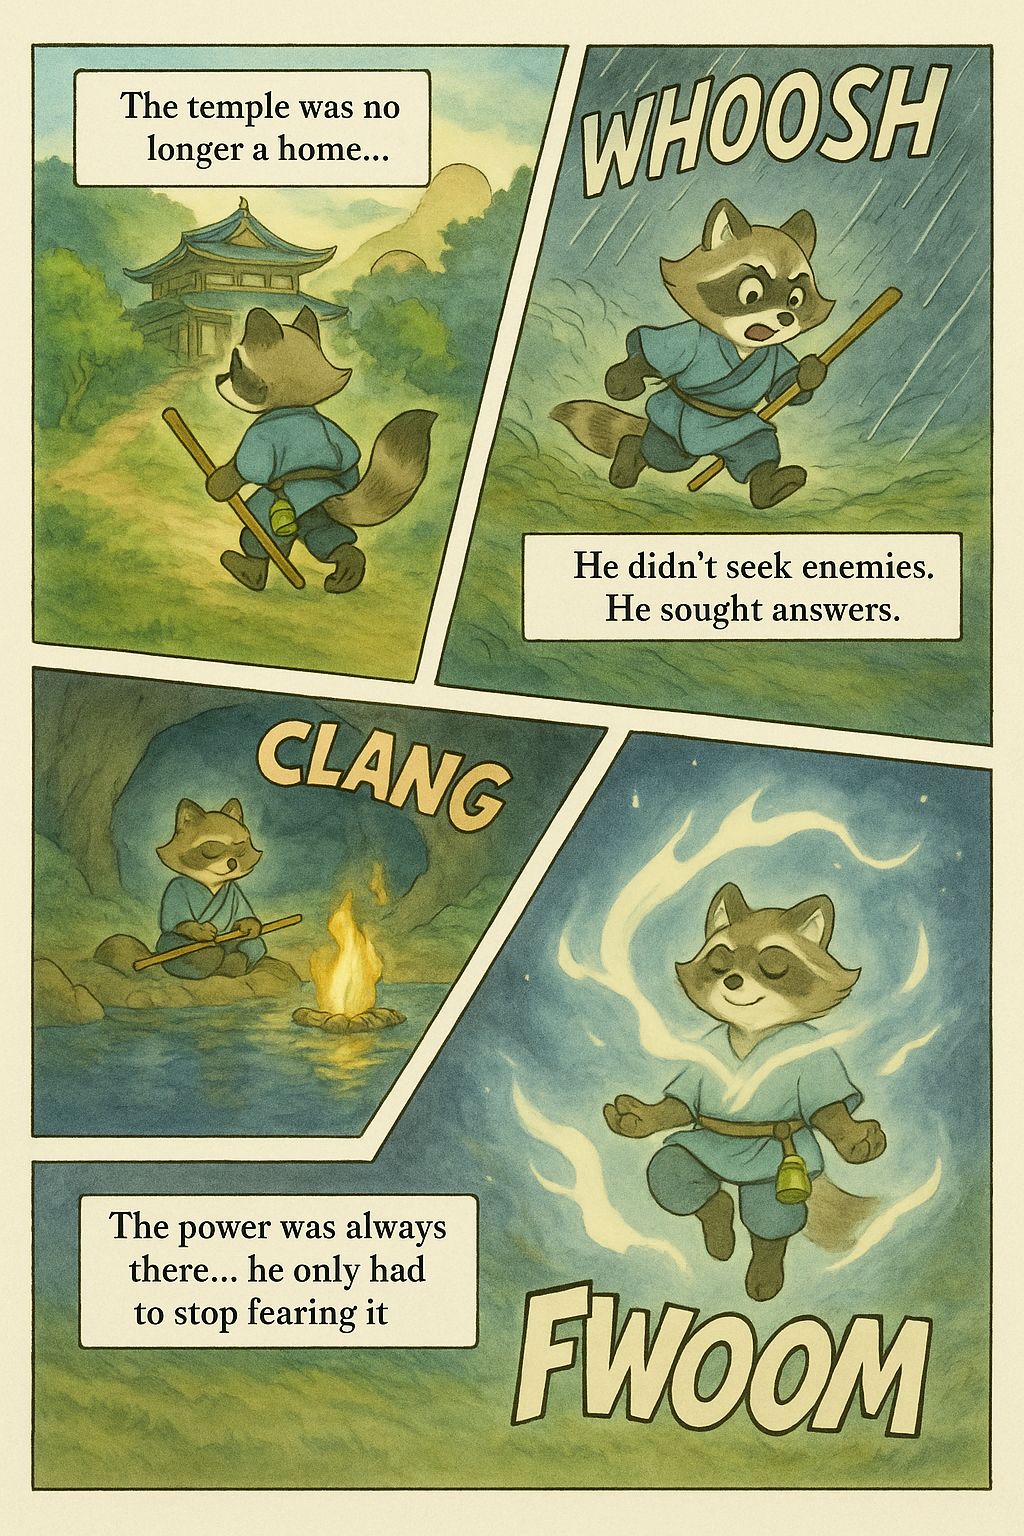 The temple was no
longer a home...
WHOOSH
He didn't seek enemies.
He sought answers.
CLANG
The power was always
there... he only had
to stop fearing it
FWOOM